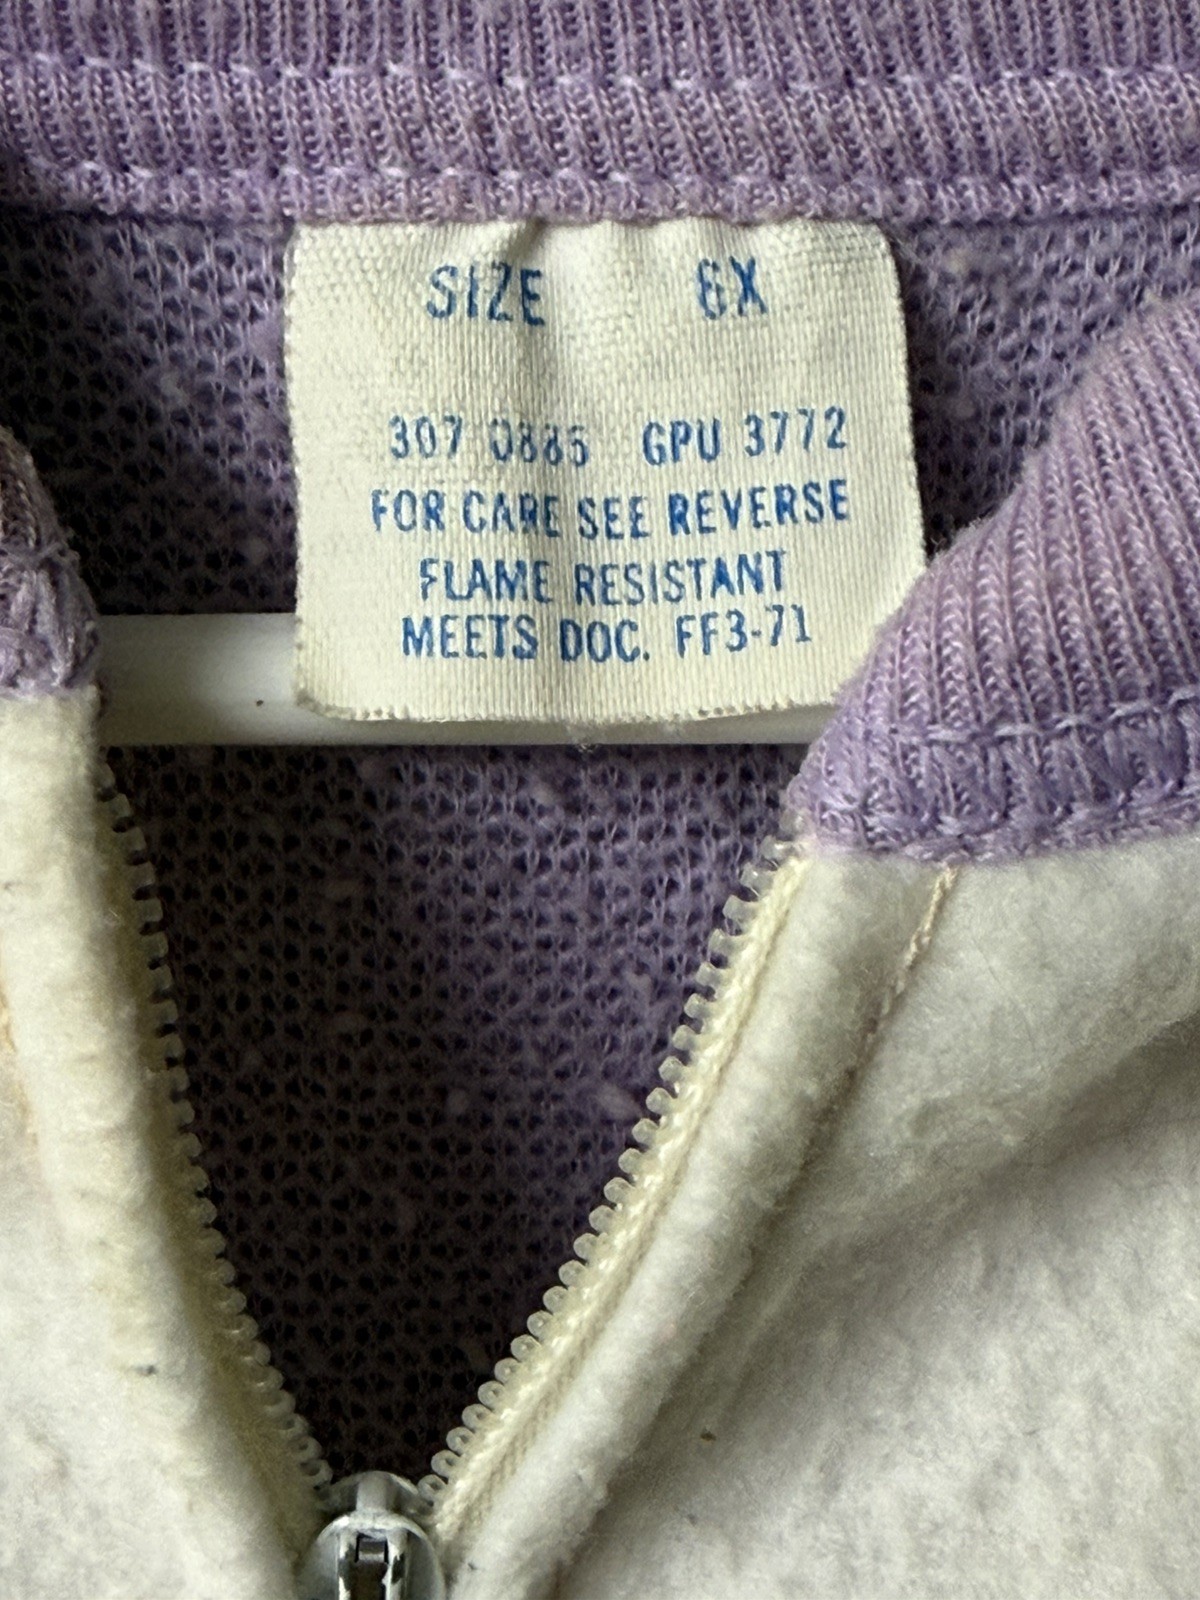 SIZE 6X
307 0885 GPU 3772
FOR CARE SEE REVERSE
FLAME RESISTANT
MEETS DOC. FF3-71